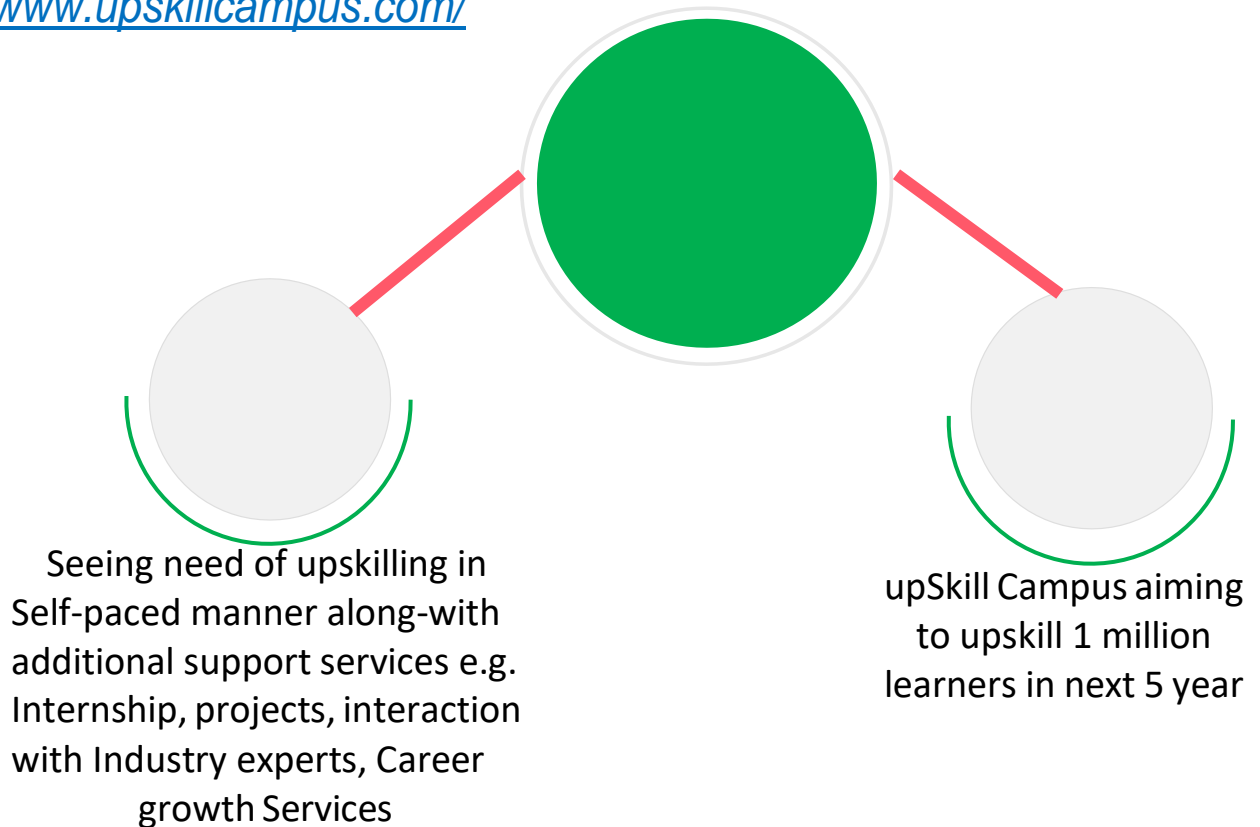 www.upskillcampus.com/
Seeing need of upskilling in
Self-paced manner along-with
additional support services e.g.
Internship, projects, interaction
with Industry experts, Career
growth Services
upSkill Campus aiming
to upskill 1 million
learners in next 5 year